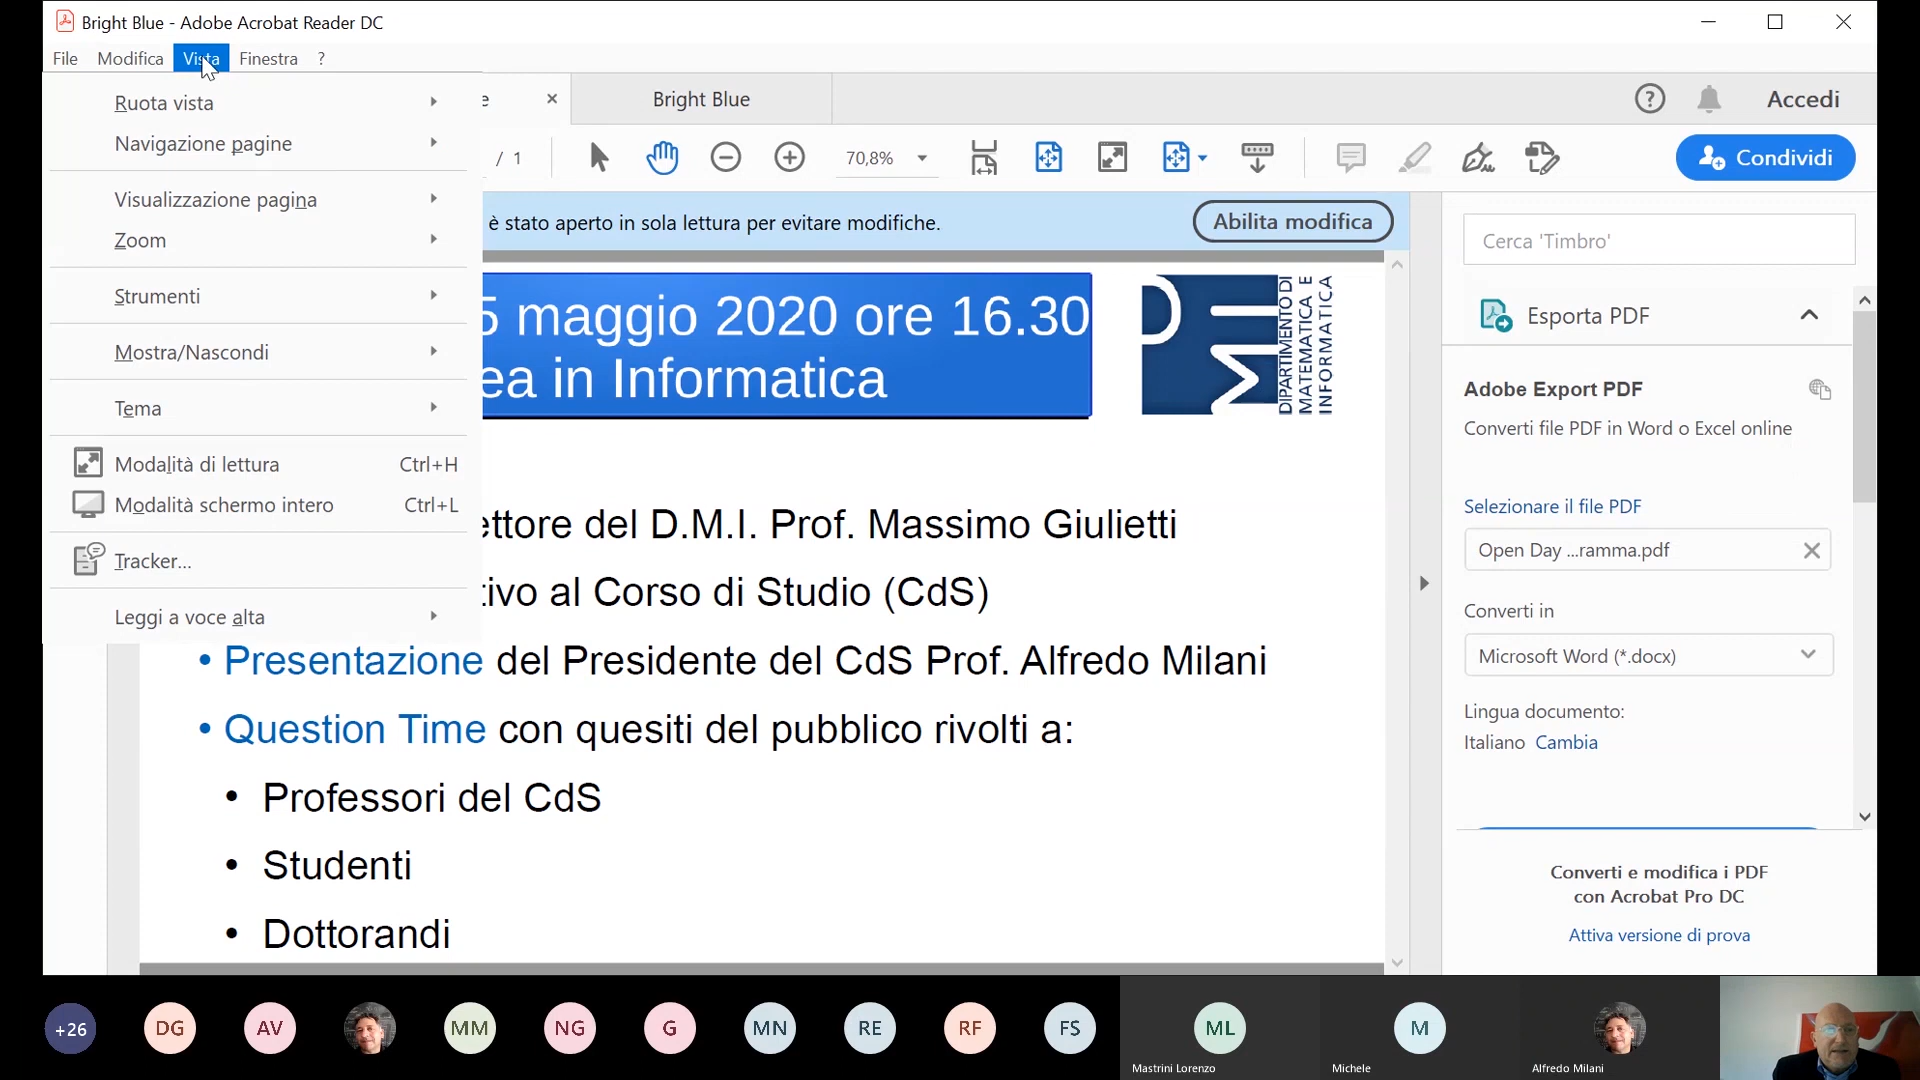 Bright Blue - Adobe Acrobat Reader DC
File Modifica Vista Finestra ?
Ruota vista
Navigazione pagine
Visualizzazione pagina
Zoom
Strumenti
Mostra/Nascondi
Tema
Modalità di lettura Ctrl+H
Modalità schermo intero Ctrl+L
Tracker...
Leggi a voce alta
e
Bright Blue
Accedi
/ 1
70,8%
Condividi
è stato aperto in sola lettura per evitare modifiche.
Abilita modifica
5 maggio 2020 ore 16.30
ea in Informatica
DMI
DIPARTIMENTO DI
MATEMATICA E
INFORMATICA
ettore del D.M.I. Prof. Massimo Giulietti
tivo al Corso di Studio (CdS)
• Presentazione del Presidente del CdS Prof. Alfredo Milani
• Question Time con quesiti del pubblico rivolti a:
• Professori del CdS
• Studenti
• Dottorandi
Cerca 'Timbro'
Esporta PDF
Adobe Export PDF
Converti file PDF in Word o Excel online
Selezionare il file PDF
Open Day ...ramma.pdf
Converti in
Microsoft Word (*.docx)
Lingua documento:
Italiano Cambia
Converti e modifica i PDF
con Acrobat Pro DC
Attiva versione di prova
+26
DG
AV
MM
NG
G
MN
RE
RF
FS
ML
Mastrini Lorenzo
M
Michele
Alfredo Milani